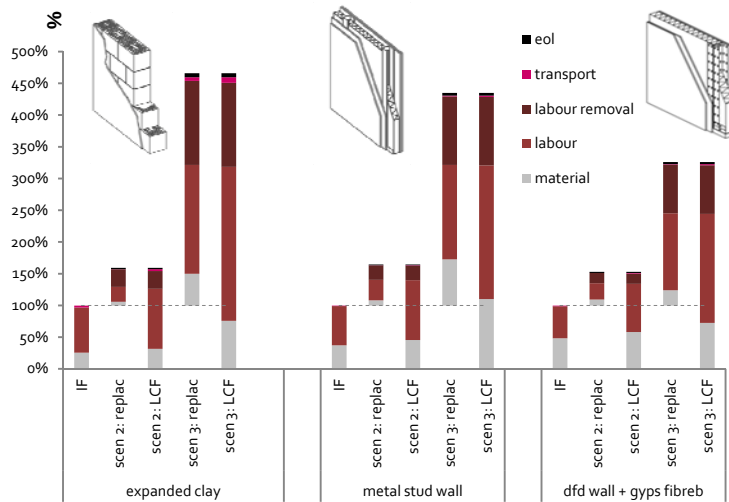 %
500%
450%
400%
350%
300%
250%
200%
150%
100%
50%
0%
eol
transport
labour removal
labour
material
IF
scen 2: replac
scen 2: LCF
scen 3: replac
scen 3: LCF
IF
scen 2: replac
scen 2: LCF
scen 3: replac
scen 3: LCF
IF
scen 2: replac
scen 2: LCF
scen 3: replac
scen 3: LCF
expanded clay
metal stud wall
dfd wall + gyps fibreb